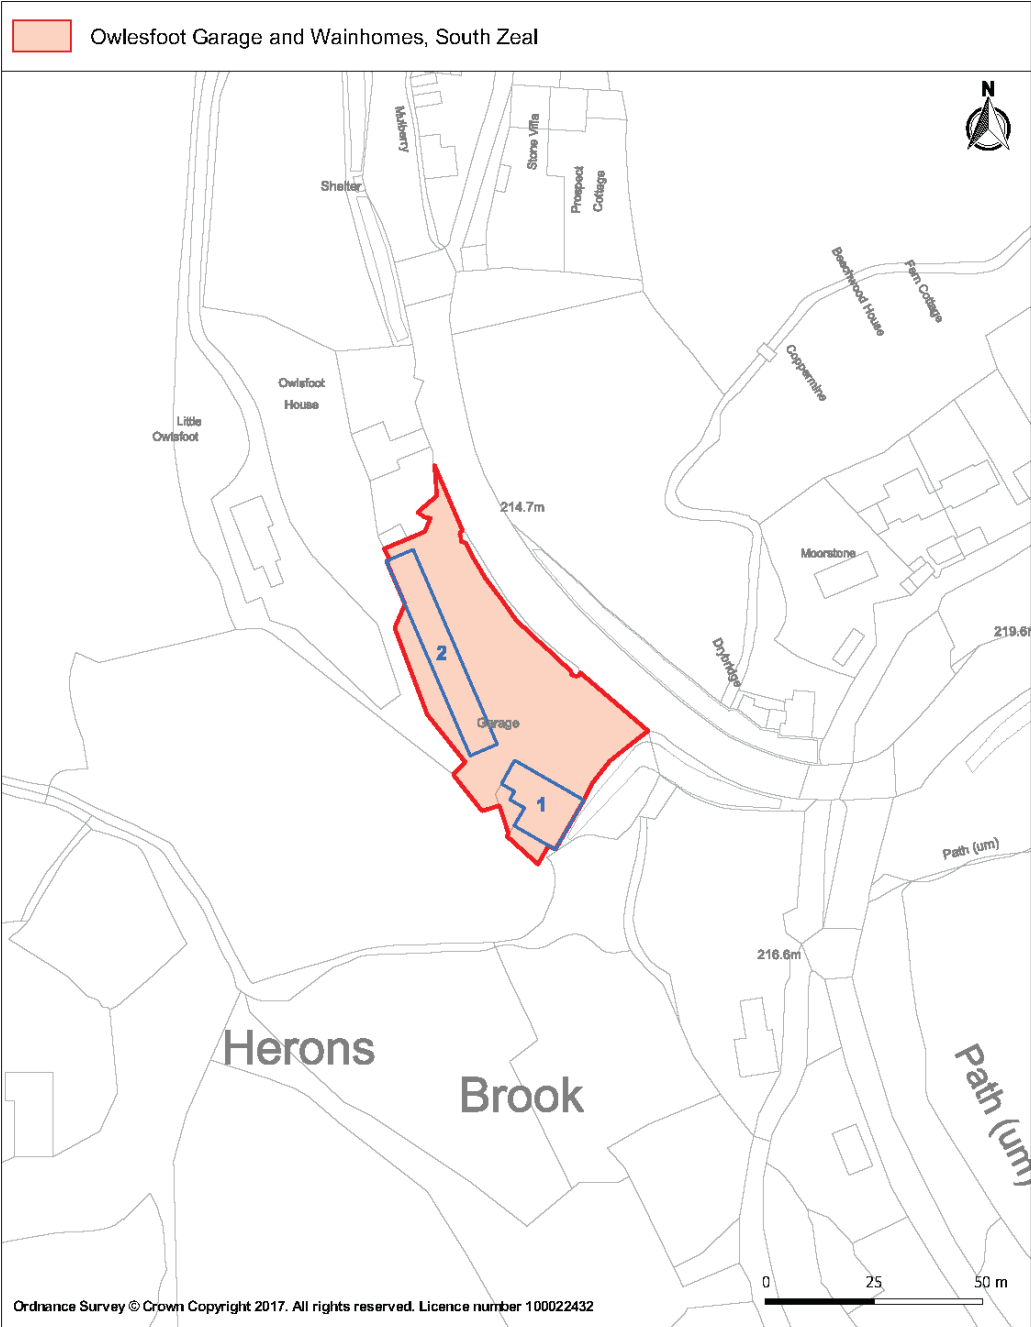 Owlesfoot Garage and Wainhomes, South Zeal
N
Mulberry
Stone Villa
Prospect
Cottage
Shelter
Beechwood House
Fern Cottage
Coppermine
Owlsfoot
House
Little
Owlsfoot
214.7m
Moorstone
219.6m
Drybridge
2
Garage
1
Path (um)
216.6m
Herons
Brook
Path (um)
0 25 50 m
Ordnance Survey © Crown Copyright 2017. All rights reserved. Licence number 100022432